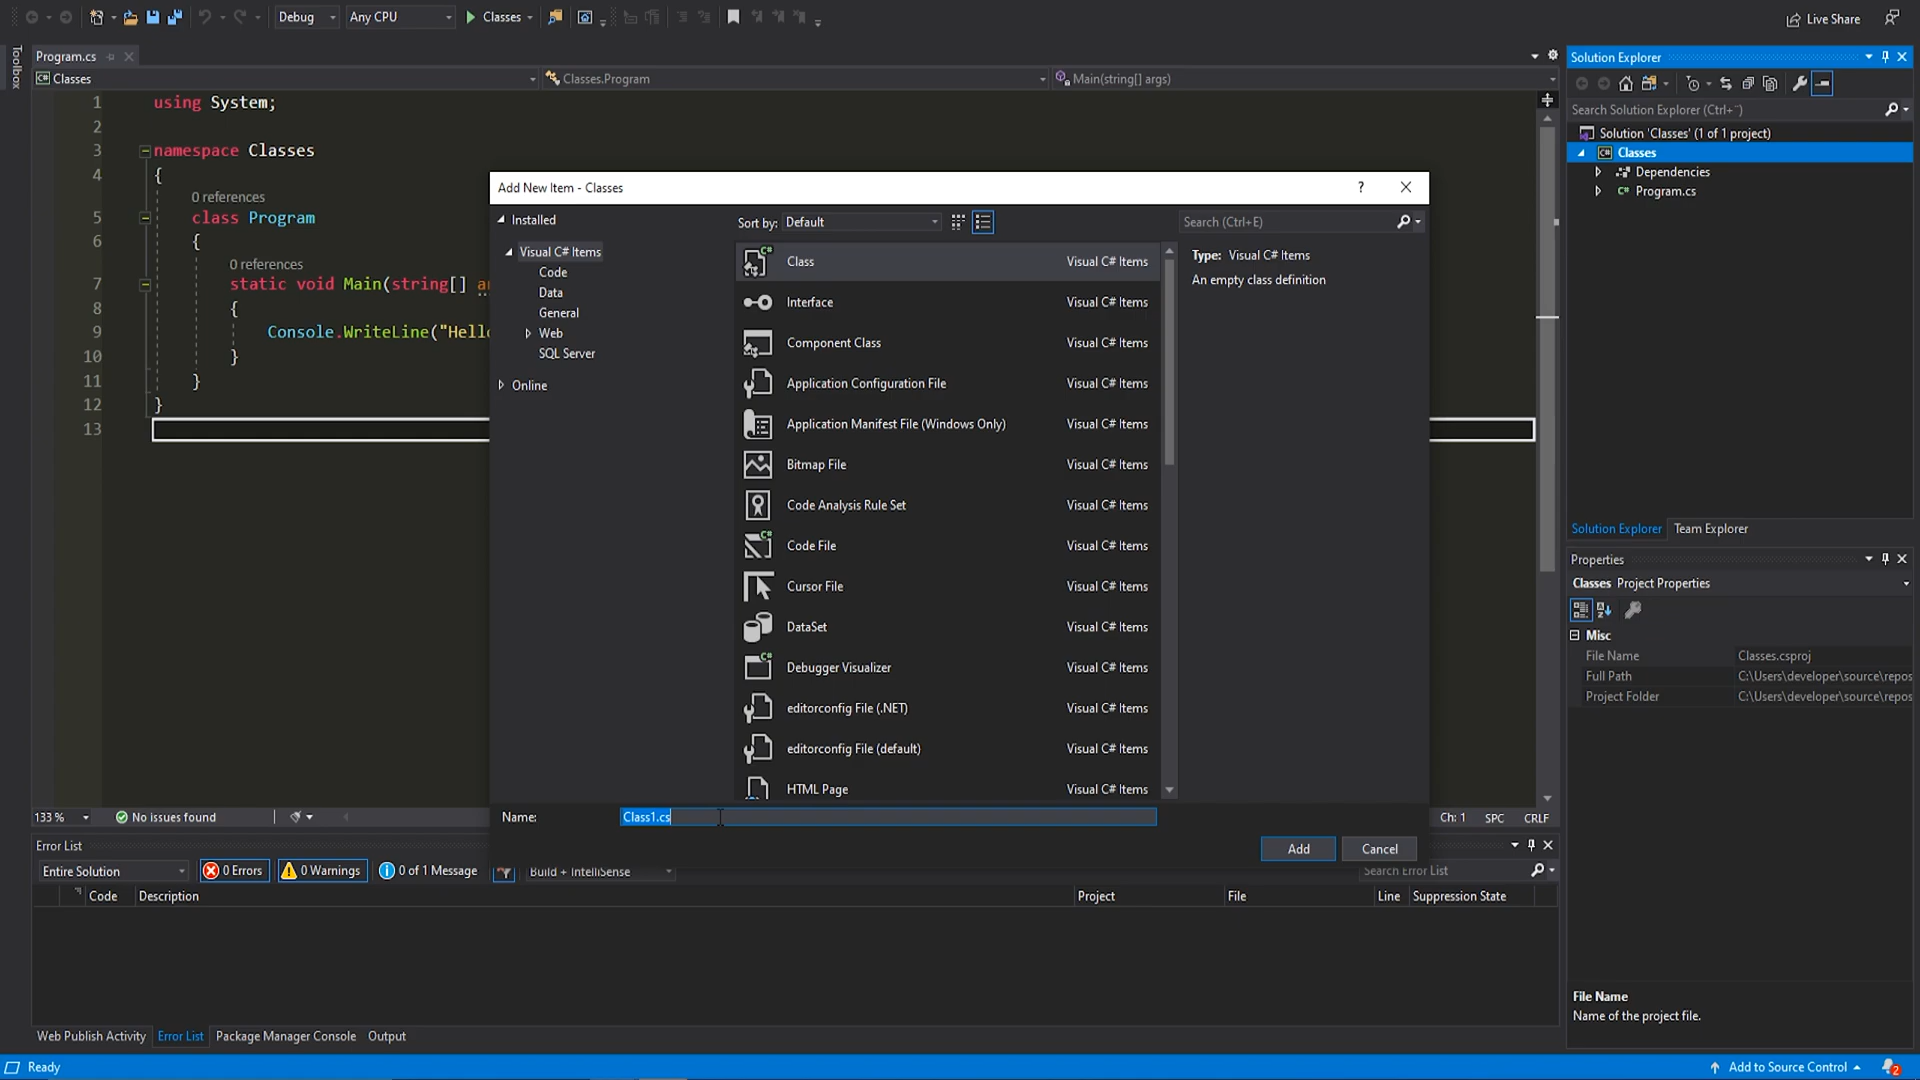 Debug
Any CPU
Classes
Live Share
Toolbox
Program.cs
C# Classes
Classes.Program
Main(string[] args)
1 using System;
2
3 namespace Classes
4 {
0 references
5 class Program
6 {
0 references
7 static void Main(string[]
8 {
9 Console.WriteLine("Hello
10 }
11 }
12 }
13
Add New Item - Classes
?
Installed
Visual C# Items
Code
Data
General
Web
SQL Server
Online
Sort by: Default
Search (Ctrl+E)
Class Visual C# Items
Interface Visual C# Items
Component Class Visual C# Items
Application Configuration File Visual C# Items
Application Manifest File (Windows Only) Visual C# Items
Bitmap File Visual C# Items
Code Analysis Rule Set Visual C# Items
Code File Visual C# Items
Cursor File Visual C# Items
DataSet Visual C# Items
Debugger Visualizer Visual C# Items
editorconfig File (.NET) Visual C# Items
editorconfig File (default) Visual C# Items
HTML Page Visual C# Items
Type: Visual C# Items
An empty class definition
Name: Class1.cs
Add
Cancel
133 %
No issues found
Ch: 1
SPC
CRLF
Error List
Entire Solution
0 Errors
0 Warnings
0 of 1 Message
Build + IntelliSense
Search Error List
Code
Description
Project
File
Line
Suppression State
Web Publish Activity
Error List
Package Manager Console
Output
Ready
Solution Explorer
Search Solution Explorer (Ctrl+¨)
Solution 'Classes' (1 of 1 project)
C# Classes
Dependencies
C# Program.cs
Solution Explorer
Team Explorer
Properties
Classes Project Properties
Misc
File Name Classes.csproj
Full Path C:\Users\developer\source\repos
Project Folder C:\Users\developer\source\repos
File Name
Name of the project file.
Add to Source Control
2